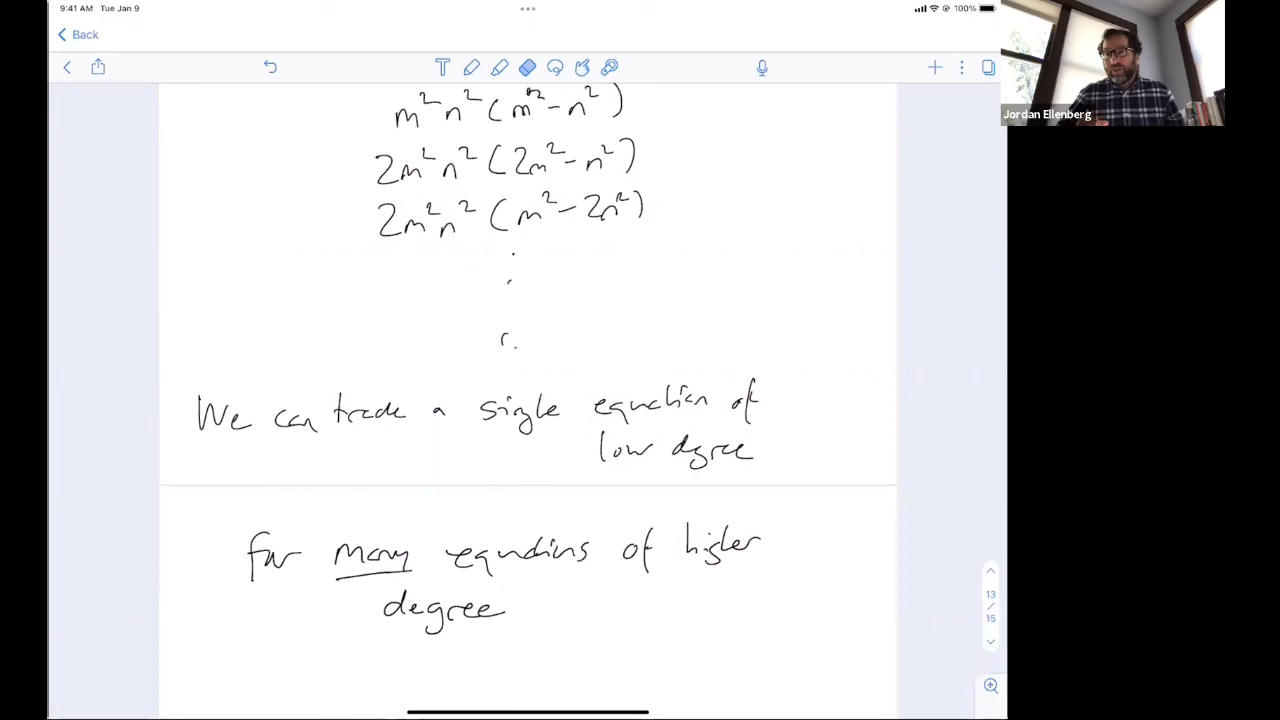 9:41 AM Tue Jan 9
100%
Back
m²n²(m²-n²)
2m²n²(2m²-n²)
2m²n²(m²-2n²)
We can trade a single equation of
low degree
for many equations of higher
degree
13
/
15
Jordan Ellenberg